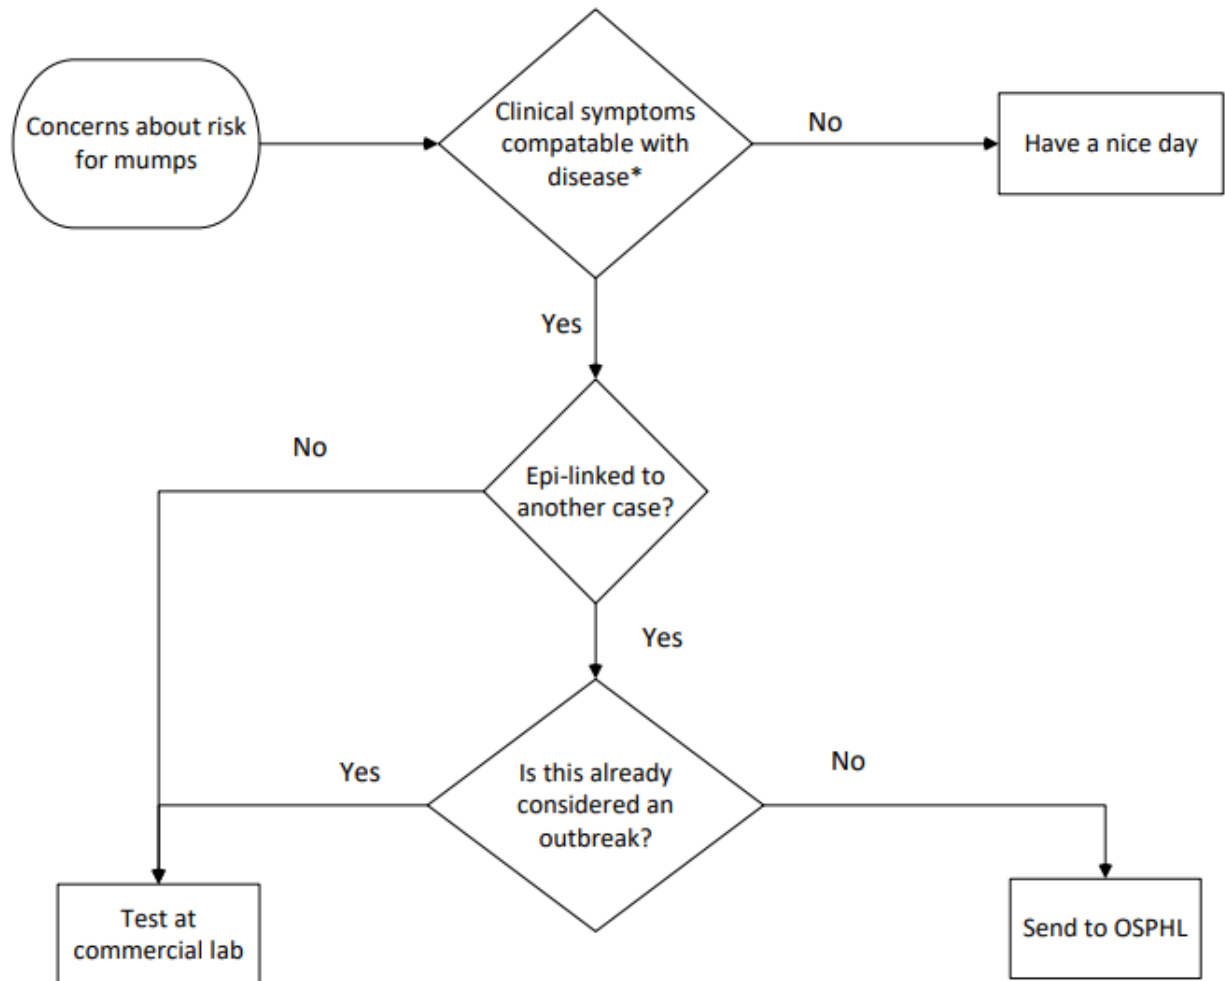 Concerns about risk
for mumps
Clinical symptoms
compatable with
disease*
No
Have a nice day
Yes
No
Epi-linked to
another case?
Yes
Yes
Is this already
considered an
outbreak?
No
Test at
commercial lab
Send to OSPHL